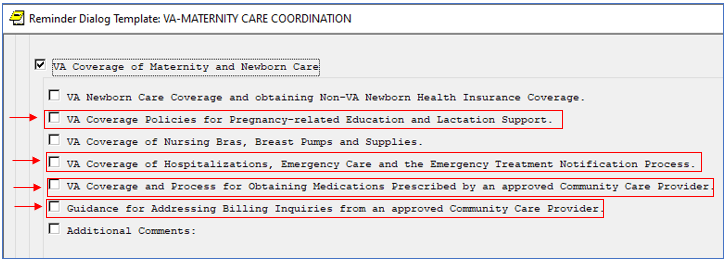 Reminder Dialog Template: VA-MATERNITY CARE COORDINATION
VA Coverage of Maternity and Newborn Care
VA Newborn Care Coverage and obtaining Non-VA Newborn Health Insurance Coverage.
VA Coverage Policies for Pregnancy-related Education and Lactation Support.
VA Coverage of Nursing Bras, Breast Pumps and Supplies.
VA Coverage of Hospitalizations, Emergency Care and the Emergency Treatment Notification Process.
VA Coverage and Process for Obtaining Medications Prescribed by an approved Community Care Provider.
Guidance for Addressing Billing Inquiries from an approved Community Care Provider.
Additional Comments: